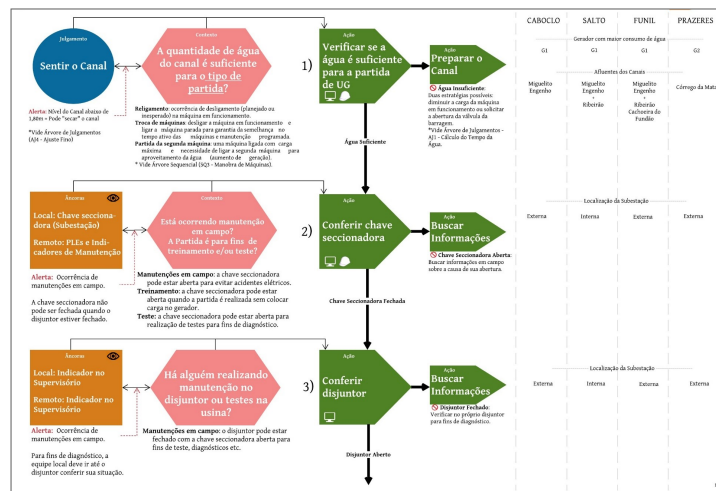 Julgamento
Sentir o Canal
Contexto
A quantidade de água
do canal é suficiente
para o tipo de
partida?
1)
Ação
Verificar se a
água é suficiente
para a partida
de UG
Ação
Preparar o
Canal
Água Insuficiente:
Duas estratégias possíveis:
diminuir a carga da máquina
em funcionamento ou solicitar
a abertura da válvula da
barragem.
*Vide Árvore de Julgamentos -
AJ1 - Cálculo do Tempo da
Água.
Alerta: Nível do Canal abaixo de
1,80m = Pode "secar" o canal
*Vide Árvore de Julgamentos
(AJ4 - Ajuste Fino)
Religamento: ocorrência de desligamento (planejado ou
inesperado) na máquina em funcionamento.
Troca de máquinas: desligar a máquina em funcionamento e
ligar a máquina parada para garantia da semelhança no
tempo ativo das máquinas e manutenção programada.
Partida da segunda máquina: uma máquina ligada com carga
máxima e necessidade de ligar a segunda máquina para
aproveitamento da água (aumento de geração).
* Vide Árvore Sequencial (SQ3 - Manobra de Máquinas).
Água Suficiente
CABOCLO SALTO FUNIL PRAZERES
Gerador com maior consumo de água
G1 G1 G1 G2
Afluentes dos Canais
Miguelito
Engenho
Miguelito
Engenho
+
Ribeirão
Miguelito
Engenho
+
Ribeirão
Cachoeira do
Fundão
Córrego da Mata
Âncoras
Local: Chave secciona-
dora (Subestação)
Remoto: PLEs e Indi-
cadores de Manutenção
Contexto
Está ocorrendo manutenção
em campo?
A Partida é para fins de
treinamento e/ou teste?
2)
Ação
Conferir chave
seccionadora
Ação
Buscar
Informações
Chave Seccionadora Aberta:
Buscar informações em campo
sobre a causa de sua abertura.
Alerta: Ocorrência de
manutenções em campo.
A chave seccionadora não
pode ser fechada quando o
disjuntor estiver fechado.
Manutenções em campo: a chave seccionadora
pode estar aberta para evitar acidentes elétricos.
Treinamento: a chave seccionadora pode estar
aberta quando a partida é realizada sem colocar
carga no gerador.
Teste: a chave seccionadora pode estar aberta para
realização de testes para fins de diagnóstico.
Chave Seccionadora Fechada
Localização da Subestação
Externa Interna Externa Externa
Âncoras
Local: Indicador no
Supervisório
Remoto: Indicador no
Supervisório
Contexto
Há alguém realizando
manutenção no
disjuntor ou testes na
usina?
3)
Ação
Conferir
disjuntor
Ação
Buscar
Informações
Disjuntor Fechado:
Verificar no próprio disjuntor
para fins de diagnóstico.
Alerta: Ocorrência de
manutenções em campo.
Para fins de diagnóstico, a
equipe local deve ir até o
disjuntor conferir sua situação.
Manutenções em campo: o disjuntor pode estar
fechado com a chave seccionadora aberta para
fins de teste, diagnósticos etc.
Disjuntor Aberto
Localização da Subestação
Externa Interna Externa Externa